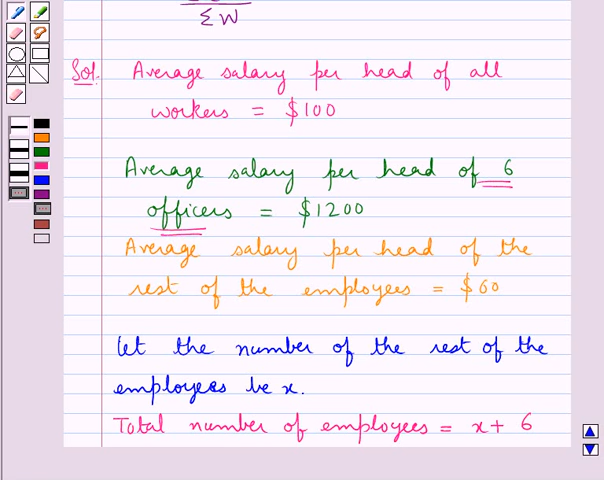 Σ W
Sol. Average salary per head of all
workers = $100
Average salary per head of 6
officers = $1200
Average salary per head of the
rest of the employees = $60
Let the number of the rest of the
employees be x.
Total number of employees = x + 6